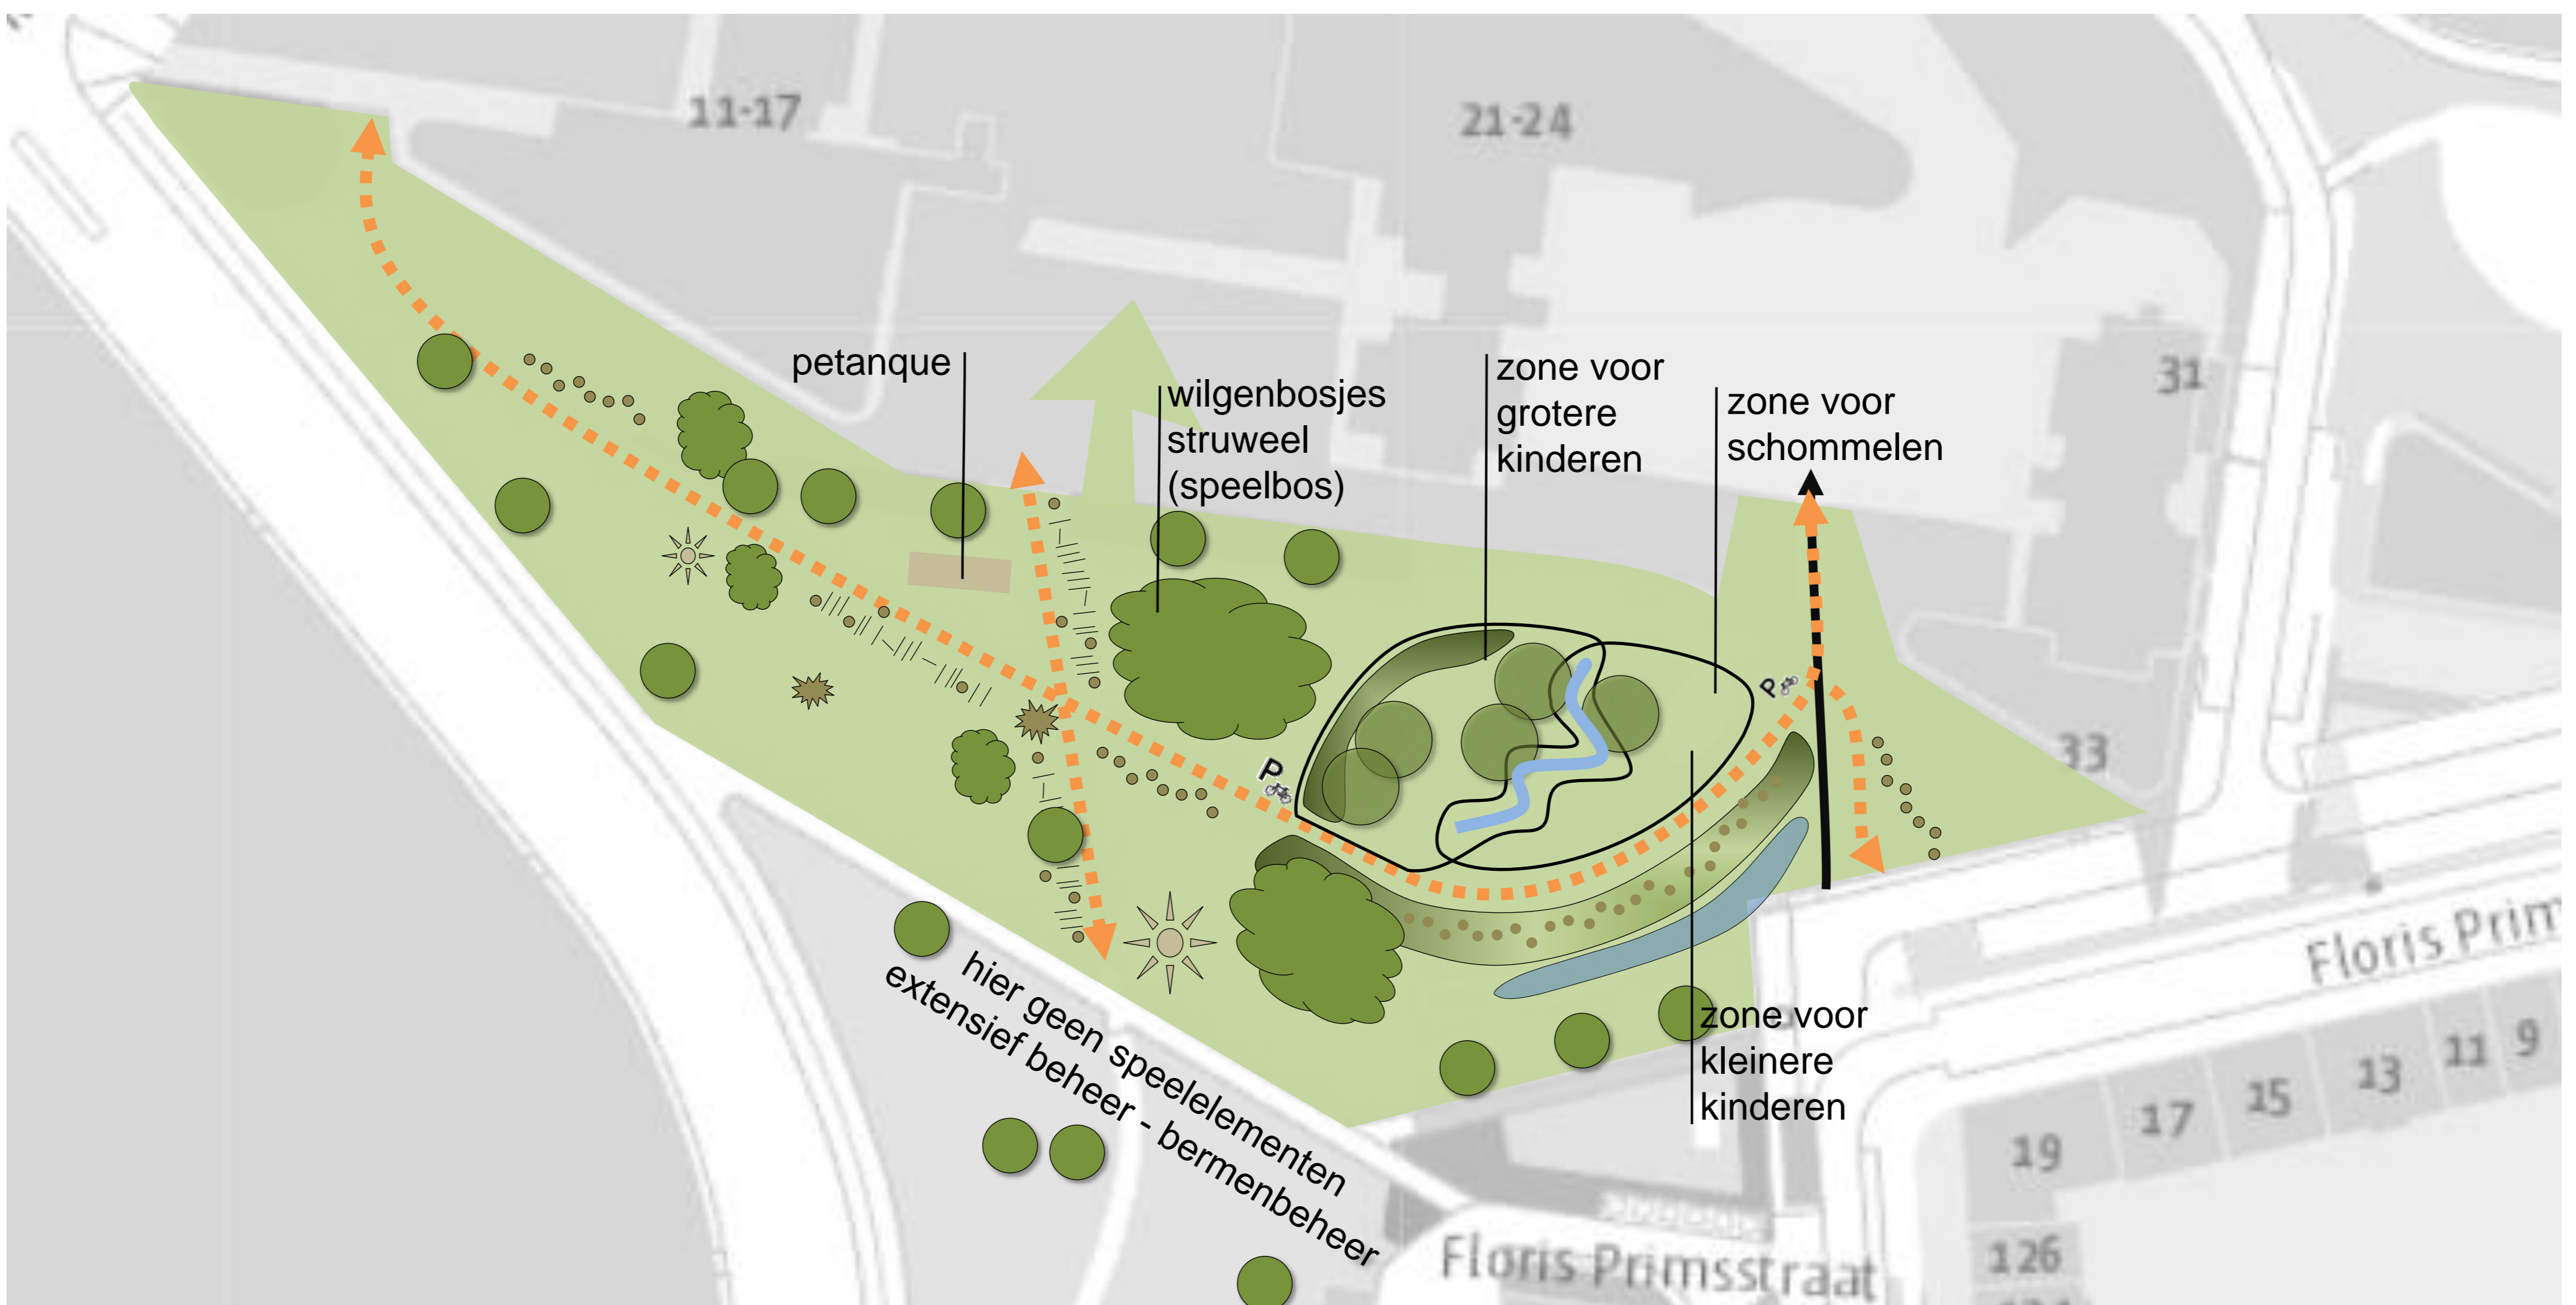 11-17
21-24
petanque
wilgenbosjes
struweel
(speelbos)
zone voor
grotere
kinderen
zone voor
schommelen
31
P
P
33
hier geen speelelementen
extensief beheer - bermenbeheer
zone voor
kleinere
kinderen
Floris Prim
9
11
13
15
17
19
126
Floris Primsstraat